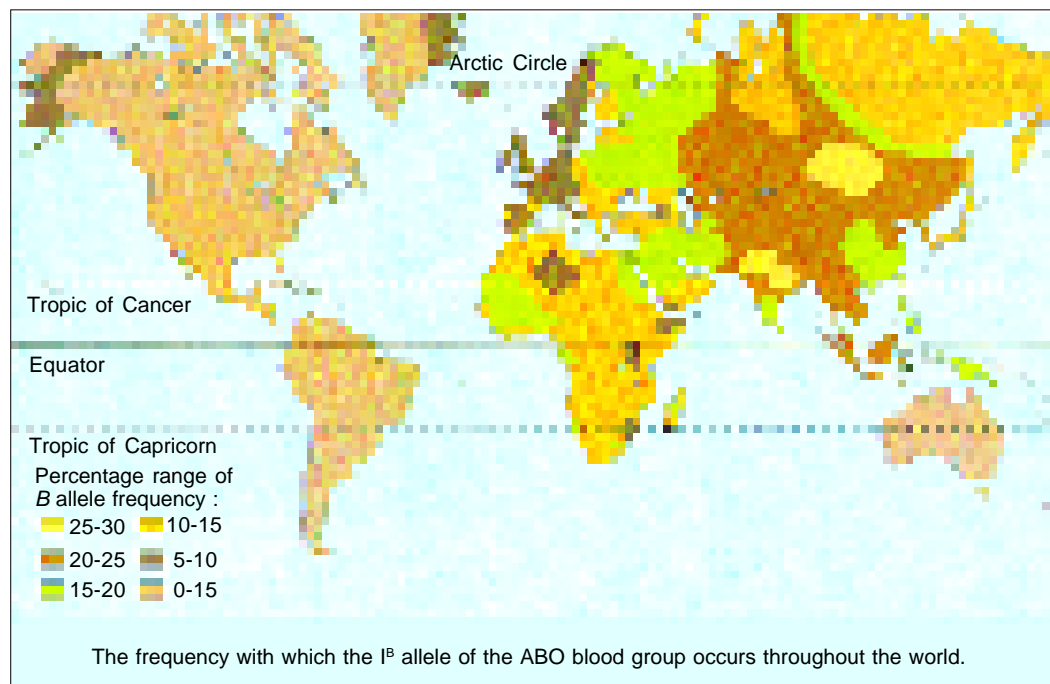 Arctic Circle
Tropic of Cancer
Equator
Tropic of Capricorn
Percentage range of
B allele frequency :
25-30 10-15
20-25 5-10
15-20 0-15
The frequency with which the Iᴮ allele of the ABO blood group occurs throughout the world.